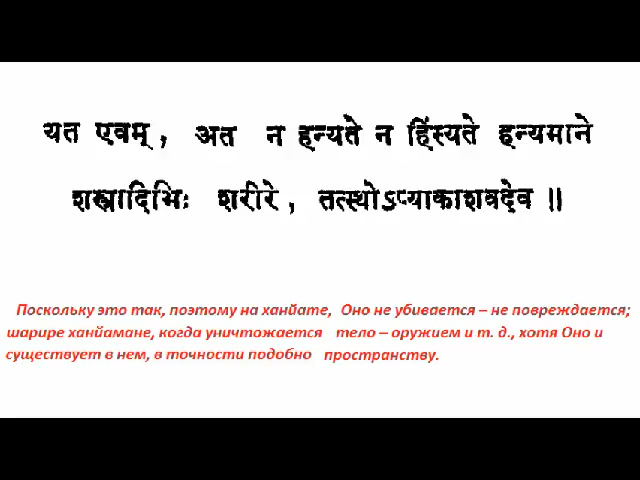 यत एवम् , अत न हन्यते न हिंस्यते हन्यमाने
शस्त्रादिभिः शरीरे , तत्स्थोऽप्याकाशवदेव ॥
Поскольку это так, поэтому на ханйате, Оно не убивается – не повреждается;
шарире ханйамане, когда уничтожается тело – оружием и т. д., хотя Оно и
существует в нем, в точности подобно пространству.